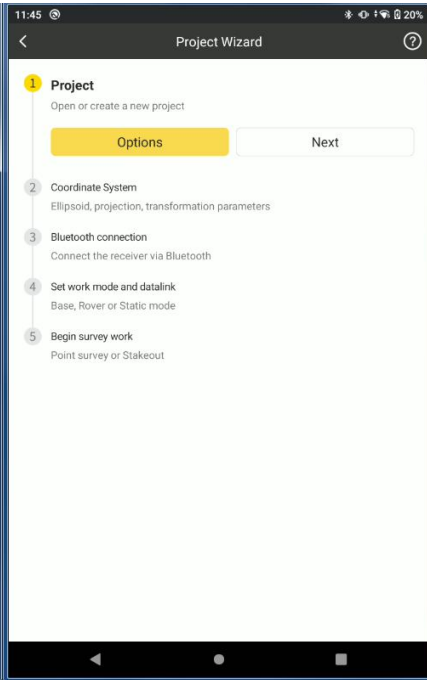 11:45 20%
Project Wizard
1 Project
Open or create a new project
Options Next
2 Coordinate System
Ellipsoid, projection, transformation parameters
3 Bluetooth connection
Connect the receiver via Bluetooth
4 Set work mode and datalink
Base, Rover or Static mode
5 Begin survey work
Point survey or Stakeout